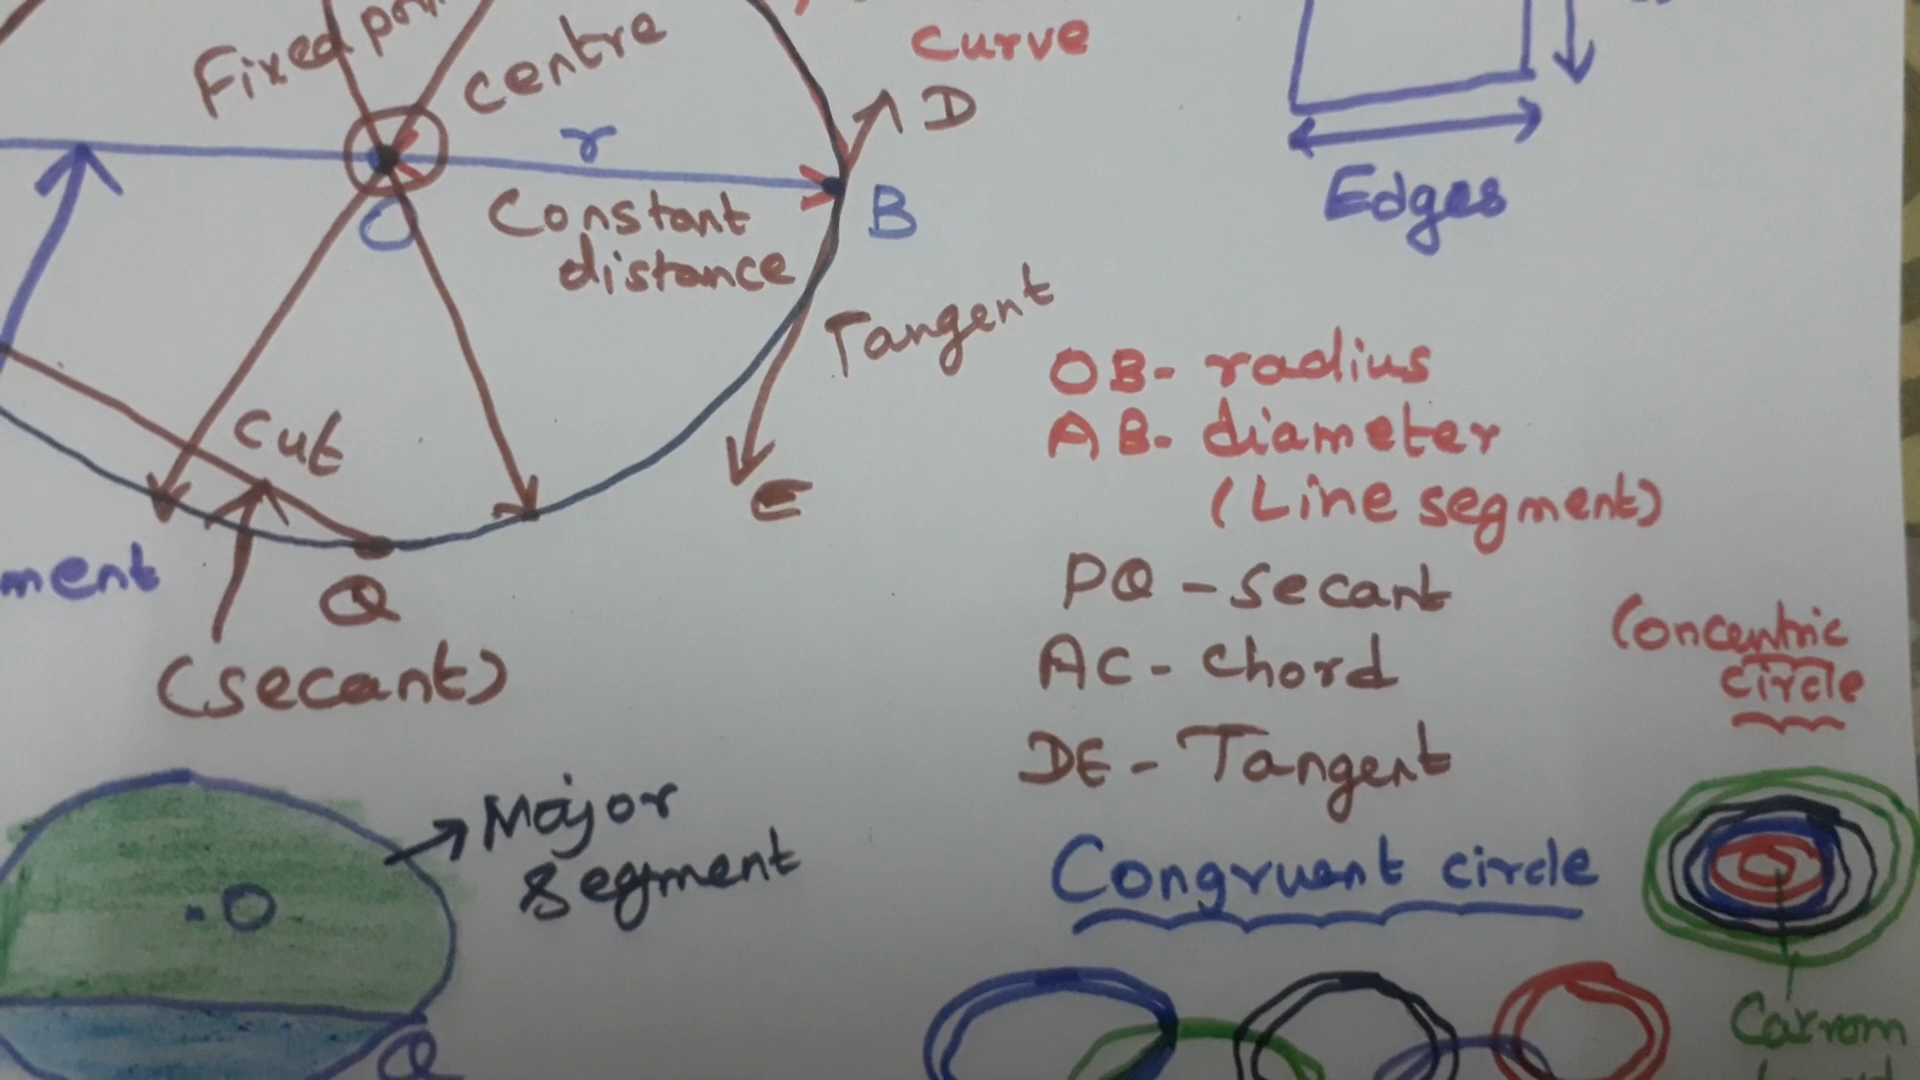 Fixed
centre
curve
D
r
O
Constant
distance
B
Edges
Tangent
OB- radius
AB- diameter
(Line segment)
cut
E
ment
Q
(secant)
PQ - secant
AC - chord
DE - Tangent
Concentric
circle
Major
segment
O
Congruent circle
Q
Carrom